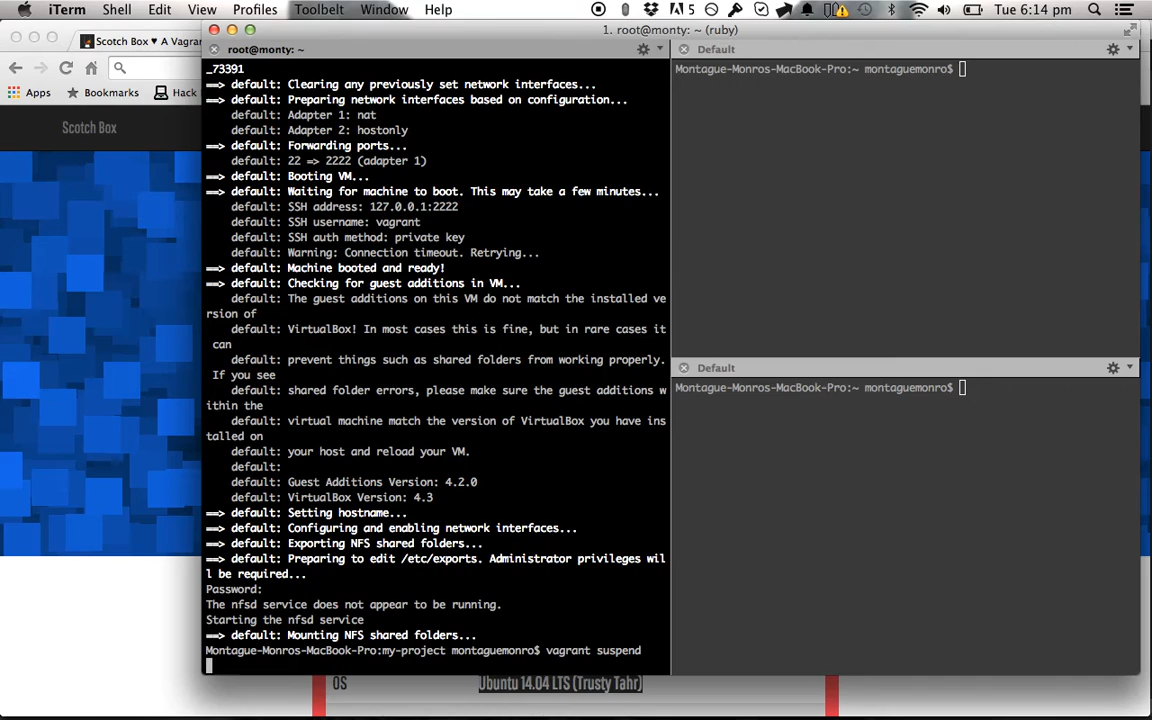 iTerm Shell Edit View Profiles Toolbelt Window Help
5 Tue 6:14 pm
Scotch Box ♥ A Vagran
1. root@monty: ~ (ruby)
root@monty: ~
Default
Apps Bookmarks Hack
Scotch Box
_73391
==> default: Clearing any previously set network interfaces...
==> default: Preparing network interfaces based on configuration...
default: Adapter 1: nat
default: Adapter 2: hostonly
==> default: Forwarding ports...
default: 22 => 2222 (adapter 1)
==> default: Booting VM...
==> default: Waiting for machine to boot. This may take a few minutes...
default: SSH address: 127.0.0.1:2222
default: SSH username: vagrant
default: SSH auth method: private key
default: Warning: Connection timeout. Retrying...
==> default: Machine booted and ready!
==> default: Checking for guest additions in VM...
default: The guest additions on this VM do not match the installed ve
rsion of
default: VirtualBox! In most cases this is fine, but in rare cases it
can
default: prevent things such as shared folders from working properly.
If you see
default: shared folder errors, please make sure the guest additions w
ithin the
default: virtual machine match the version of VirtualBox you have ins
talled on
default: your host and reload your VM.
default:
default: Guest Additions Version: 4.2.0
default: VirtualBox Version: 4.3
==> default: Setting hostname...
==> default: Configuring and enabling network interfaces...
==> default: Exporting NFS shared folders...
==> default: Preparing to edit /etc/exports. Administrator privileges wil
l be required...
Password:
The nfsd service does not appear to be running.
Starting the nfsd service
==> default: Mounting NFS shared folders...
Montague-Monros-MacBook-Pro:my-project montaguemonro$ vagrant suspend
Montague-Monros-MacBook-Pro:~ montaguemonro$
Default
Montague-Monros-MacBook-Pro:~ montaguemonro$
OS Ubuntu 14.04 LTS (Trusty Tahr)